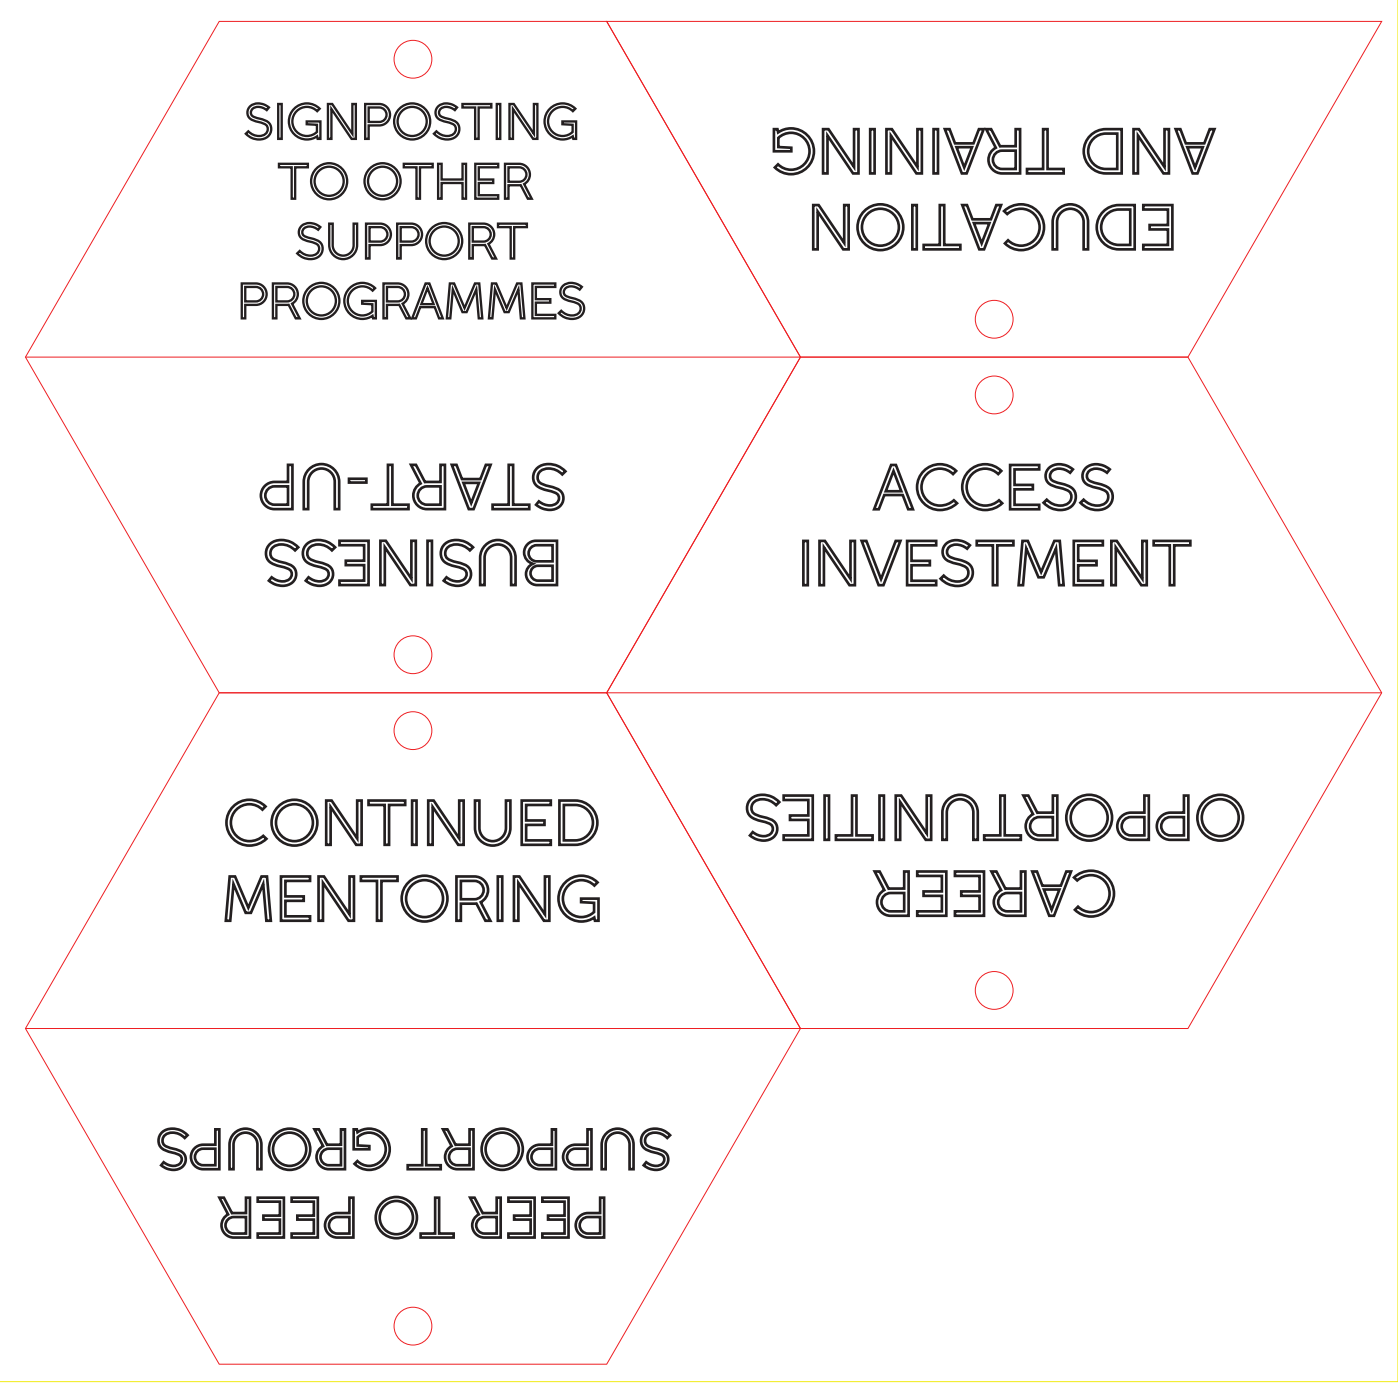 SIGNPOSTING
TO OTHER
SUPPORT
PROGRAMMES
EDUCATION
AND TRAINING
BUSINESS
START-UP
ACCESS
INVESTMENT
CONTINUED
MENTORING
CAREER
OPPORTUNITIES
PEER TO PEER
SUPPORT GROUPS